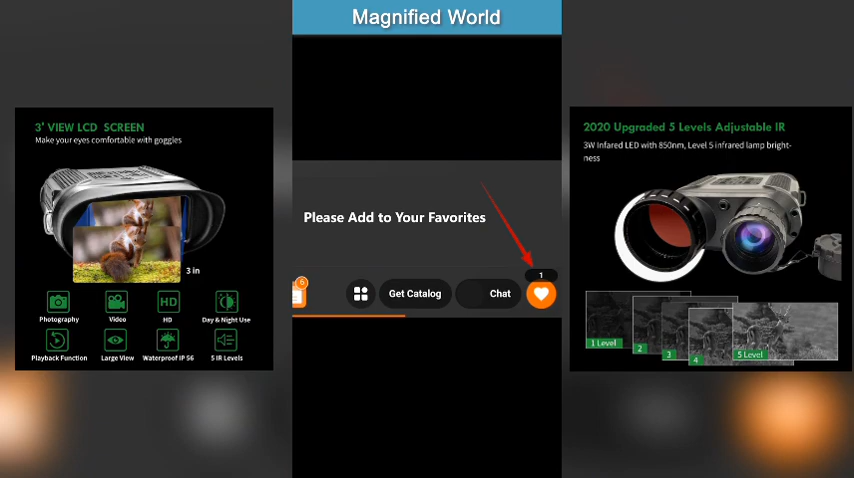 Magnified World
3' VIEW LCD SCREEN
Make your eyes comfortable with goggies
3 in
Photography
Video
HD
HD
Day & Night Use
Playback Function
Large View
Waterproof IP 56
5 IR Levels
Please Add to Your Favorites
1
6
Get Catalog
Chat
2020 Upgraded 5 Levels Adjustable IR
3W Infared LED with 850nm, Level 5 infrared lamp bright-
ness
1 Level
2
3
4
5 Level